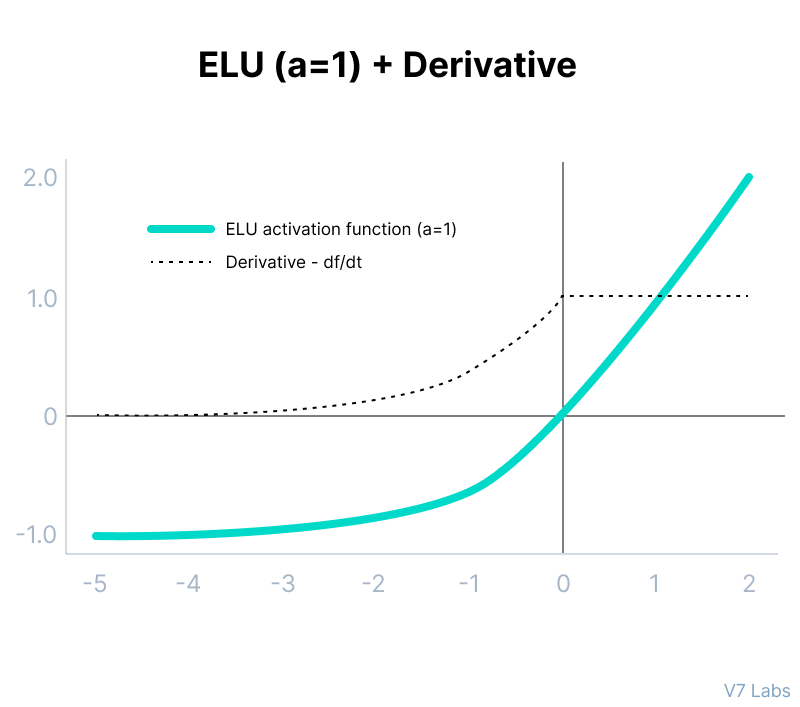 ELU (a=1) + Derivative
2.0
ELU activation function (a=1)
Derivative - df/dt
1.0
0
-1.0
-5 -4 -3 -2 -1 0 1 2
V7 Labs